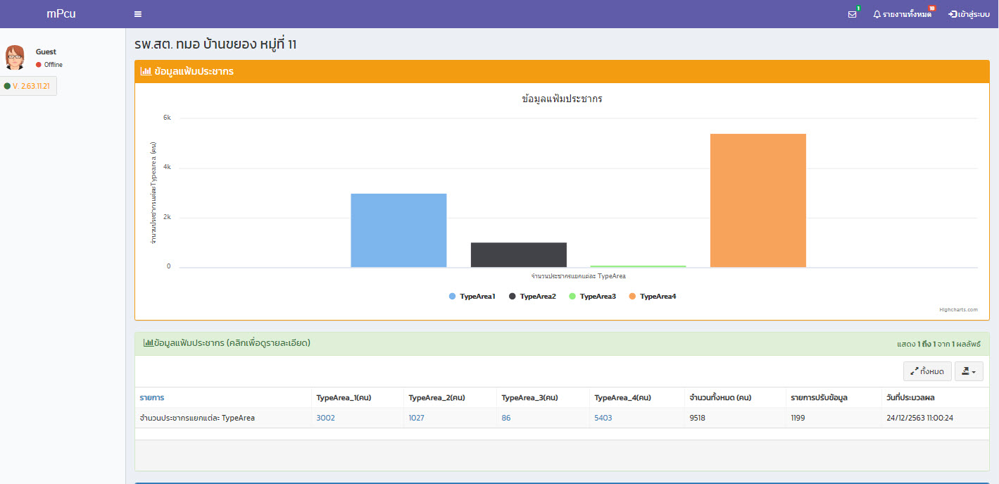 mPcu
1
รายงานทั้งหมด
18
เข้าสู่ระบบ
Guest
Offline
V. 2.63.11.21
รพ.สต. ทมอ บ้านขยอง หมู่ที่ 11
ข้อมูลแฟ้มประชากร
ข้อมูลแฟ้มประชากร
จำนวนประชากรแต่ละTypearea (คน)
6k
4k
2k
0
จำนวนประชากรแยกแต่ละ TypeArea
TypeArea1 TypeArea2 TypeArea3 TypeArea4
Highcharts.com
ข้อมูลแฟ้มประชากร (คลิกเพื่อดูรายละเอียด)
แสดง 1 ถึง 1 จาก 1 ผลลัพธ์
ทั้งหมด
รายการ TypeArea_1(คน) TypeArea_2(คน) TypeArea_3(คน) TypeArea_4(คน) จำนวนทั้งหมด (คน) รายการปรับข้อมูล วันที่ประมวลผล
จำนวนประชากรแยกแต่ละ TypeArea 3002 1027 86 5403 9518 1199 24/12/2563 11:00:24